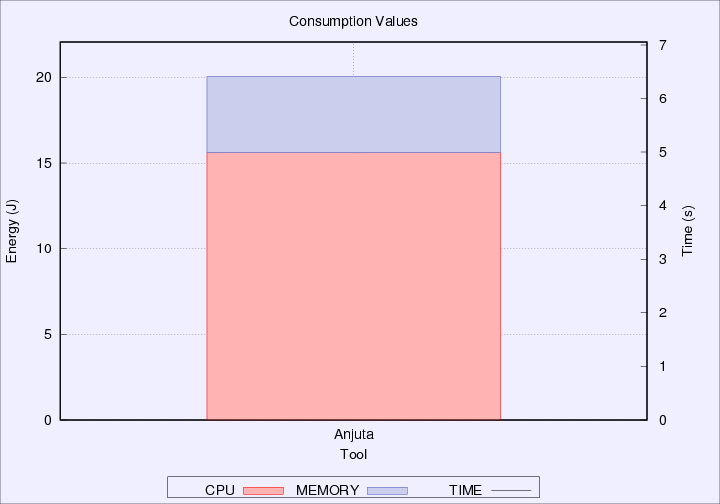 Consumption Values
7
20
6
15
5
4
10
3
2
5
1
0
0
Energy (J)
Time (s)
Anjuta
Tool
CPU MEMORY TIME